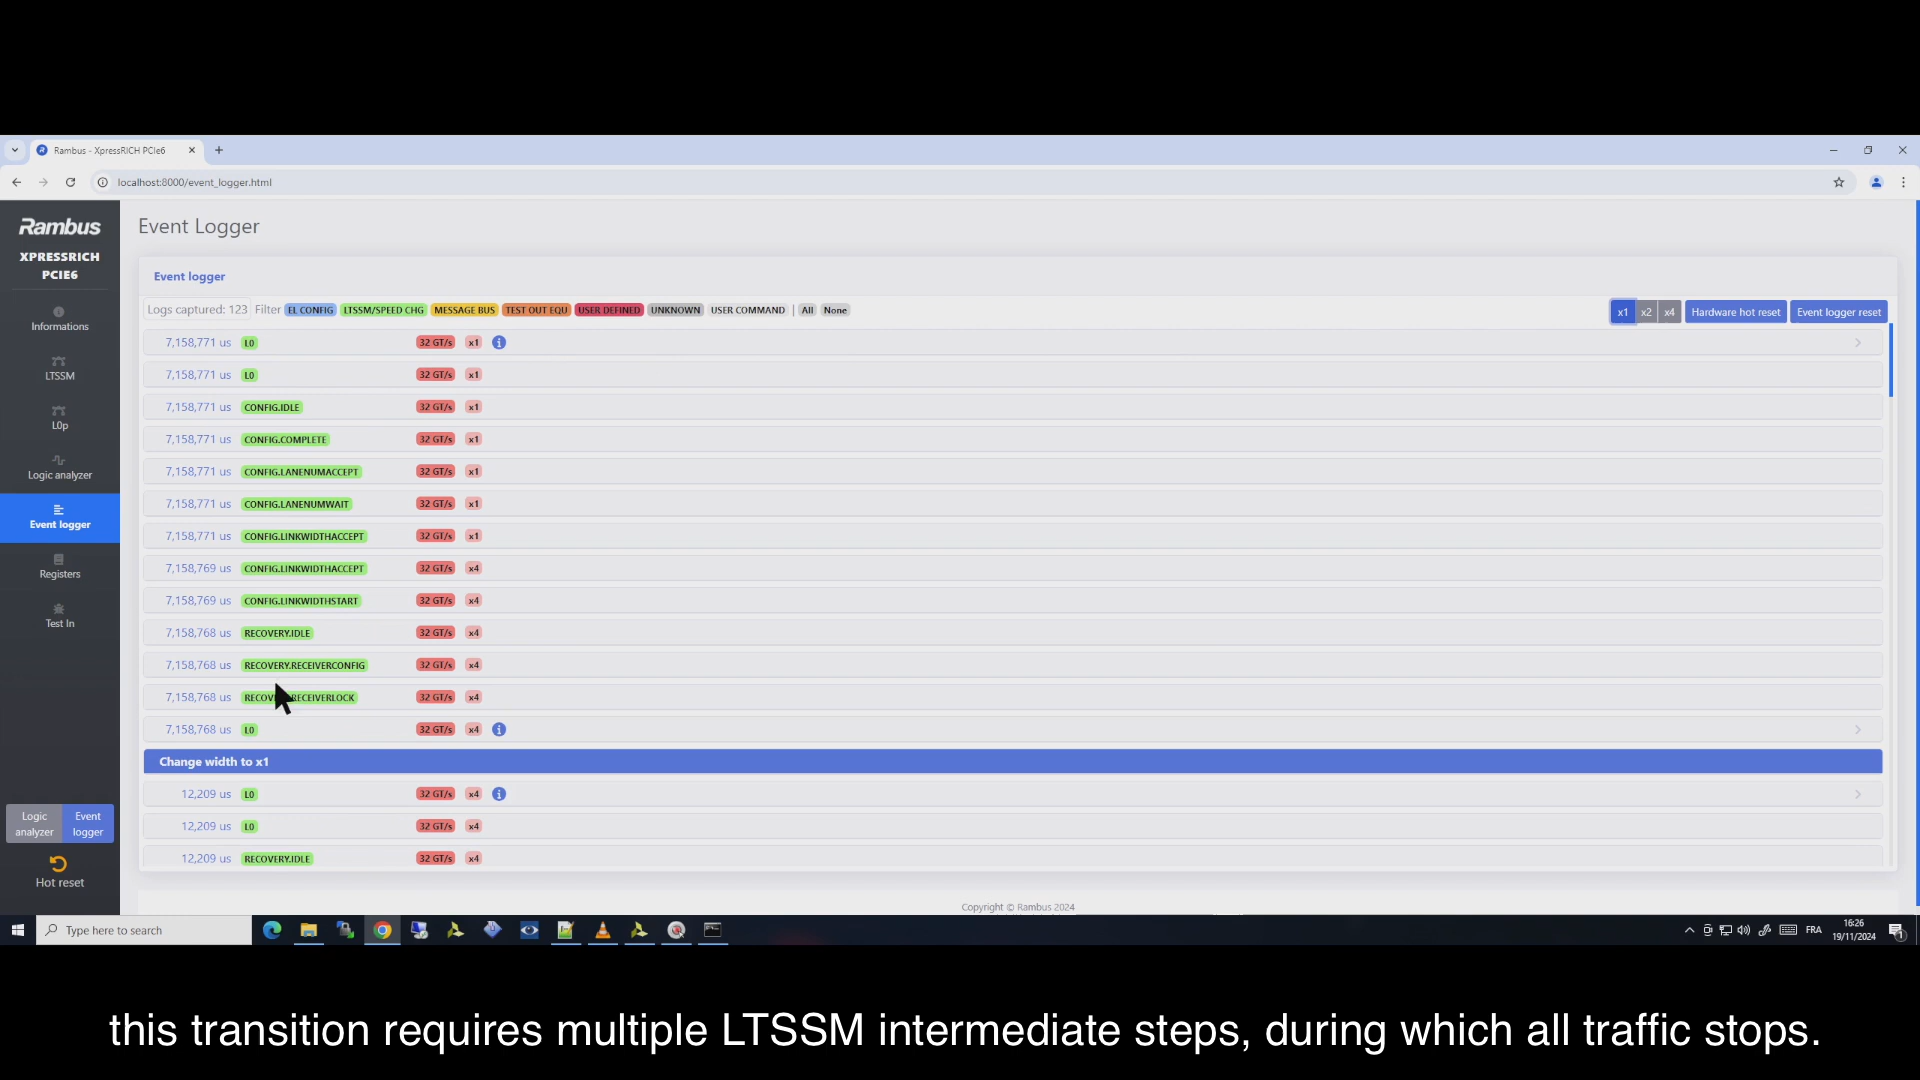 Rambus - XpressRICH PCIe6
localhost:8000/event_logger.html
Rambus
XPRESSRICH
PCIE6
Informations
LTSSM
L0p
Logic analyzer
Event logger
Registers
Test In
Logic analyzer
Event logger
Hot reset
Event Logger
Event logger
Logs captured: 123 Filter EL CONFIG LTSSM/SPEED CHG MESSAGE BUS TEST OUT EQU USER DEFINED UNKNOWN USER COMMAND | All None
x1 x2 x4 Hardware hot reset Event logger reset
7,158,771 us L0 32 GT/s x1
7,158,771 us L0 32 GT/s x1
7,158,771 us CONFIG.IDLE 32 GT/s x1
7,158,771 us CONFIG.COMPLETE 32 GT/s x1
7,158,771 us CONFIG.LANENUMACCEPT 32 GT/s x1
7,158,771 us CONFIG.LANENUMWAIT 32 GT/s x1
7,158,771 us CONFIG.LINKWIDTHACCEPT 32 GT/s x1
7,158,769 us CONFIG.LINKWIDTHACCEPT 32 GT/s x4
7,158,769 us CONFIG.LINKWIDTHSTART 32 GT/s x4
7,158,768 us RECOVERY.IDLE 32 GT/s x4
7,158,768 us RECOVERY.RECEIVERCONFIG 32 GT/s x4
7,158,768 us RECOVERY.RECEIVERLOCK 32 GT/s x4
7,158,768 us L0 32 GT/s x4
Change width to x1
12,209 us L0 32 GT/s x4
12,209 us L0 32 GT/s x4
12,209 us RECOVERY.IDLE 32 GT/s x4
Copyright © Rambus 2024
Type here to search
FRA
16:26
19/11/2024
1
this transition requires multiple LTSSM intermediate steps, during which all traffic stops.